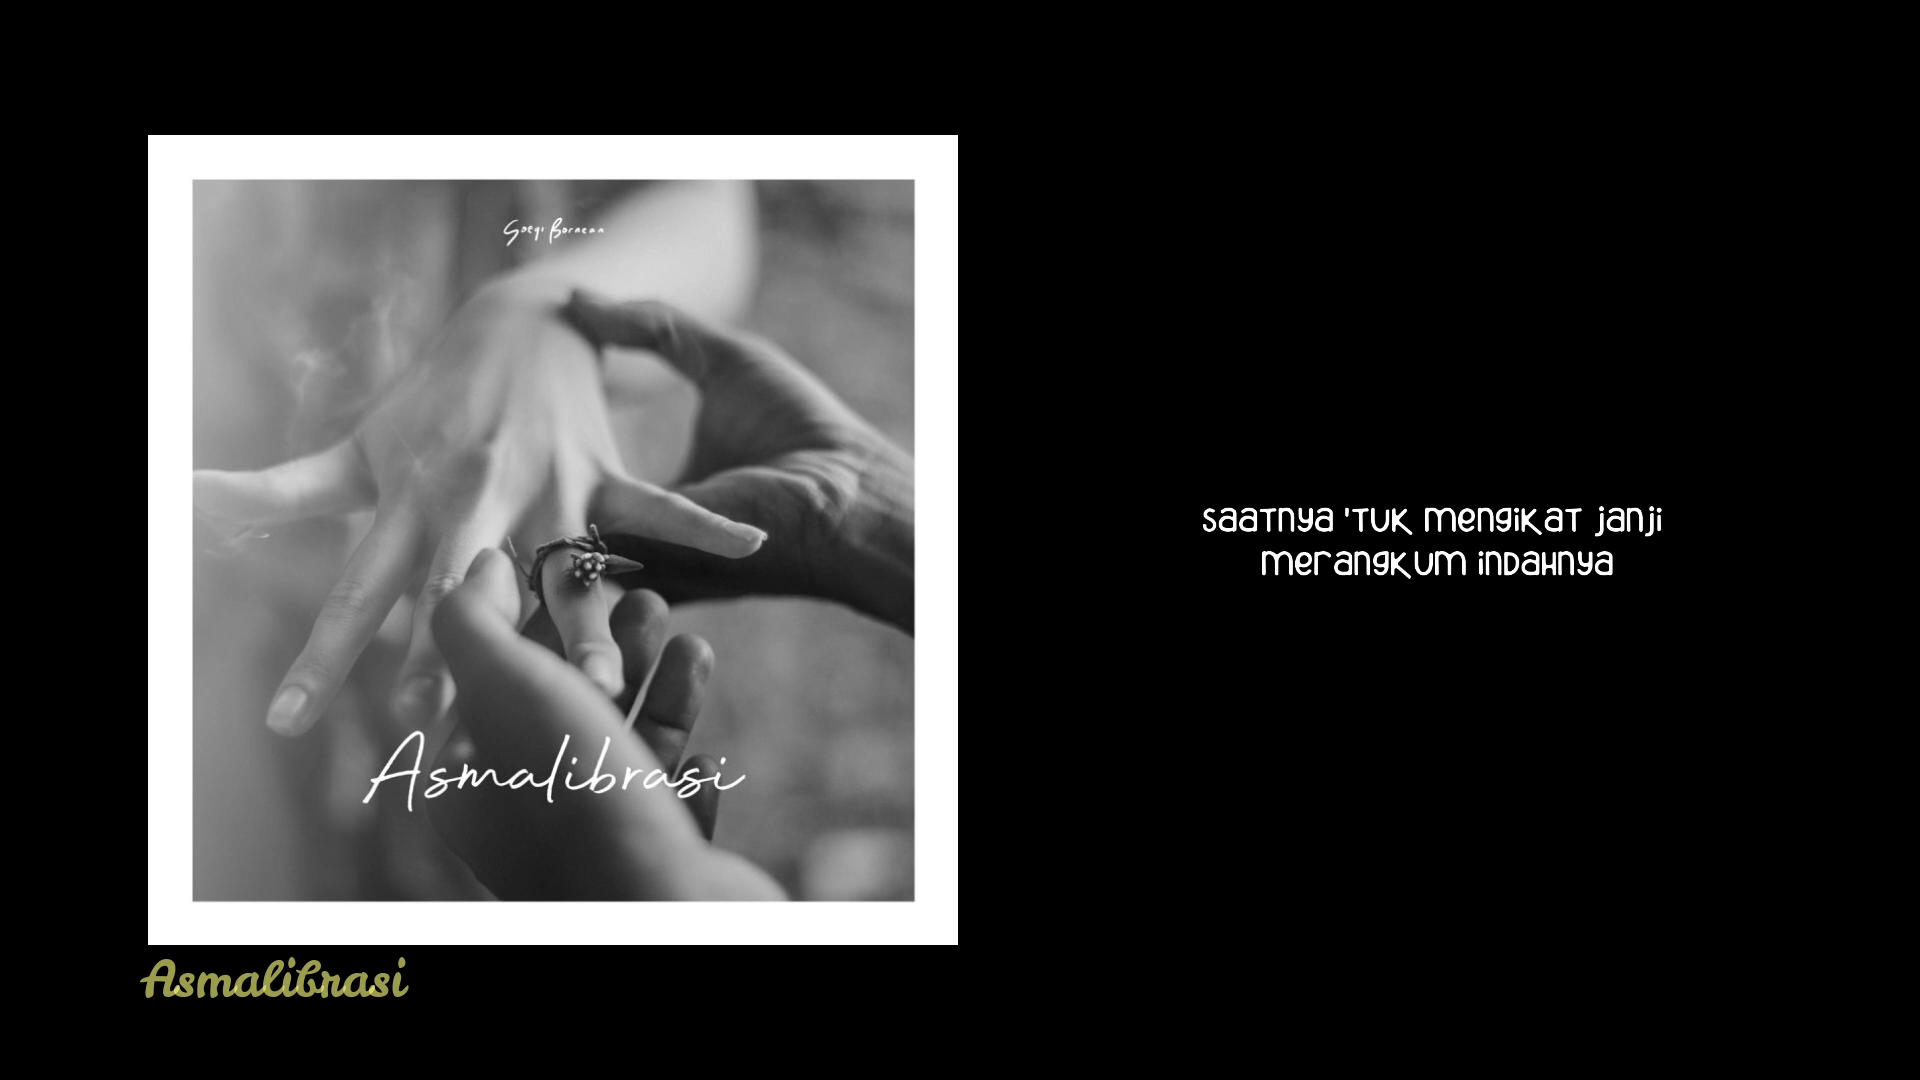 Soegi Bornean
Asmalibrasi
Asmalibrasi
saatnya 'tuk mengikat janji
merangkum indahnya